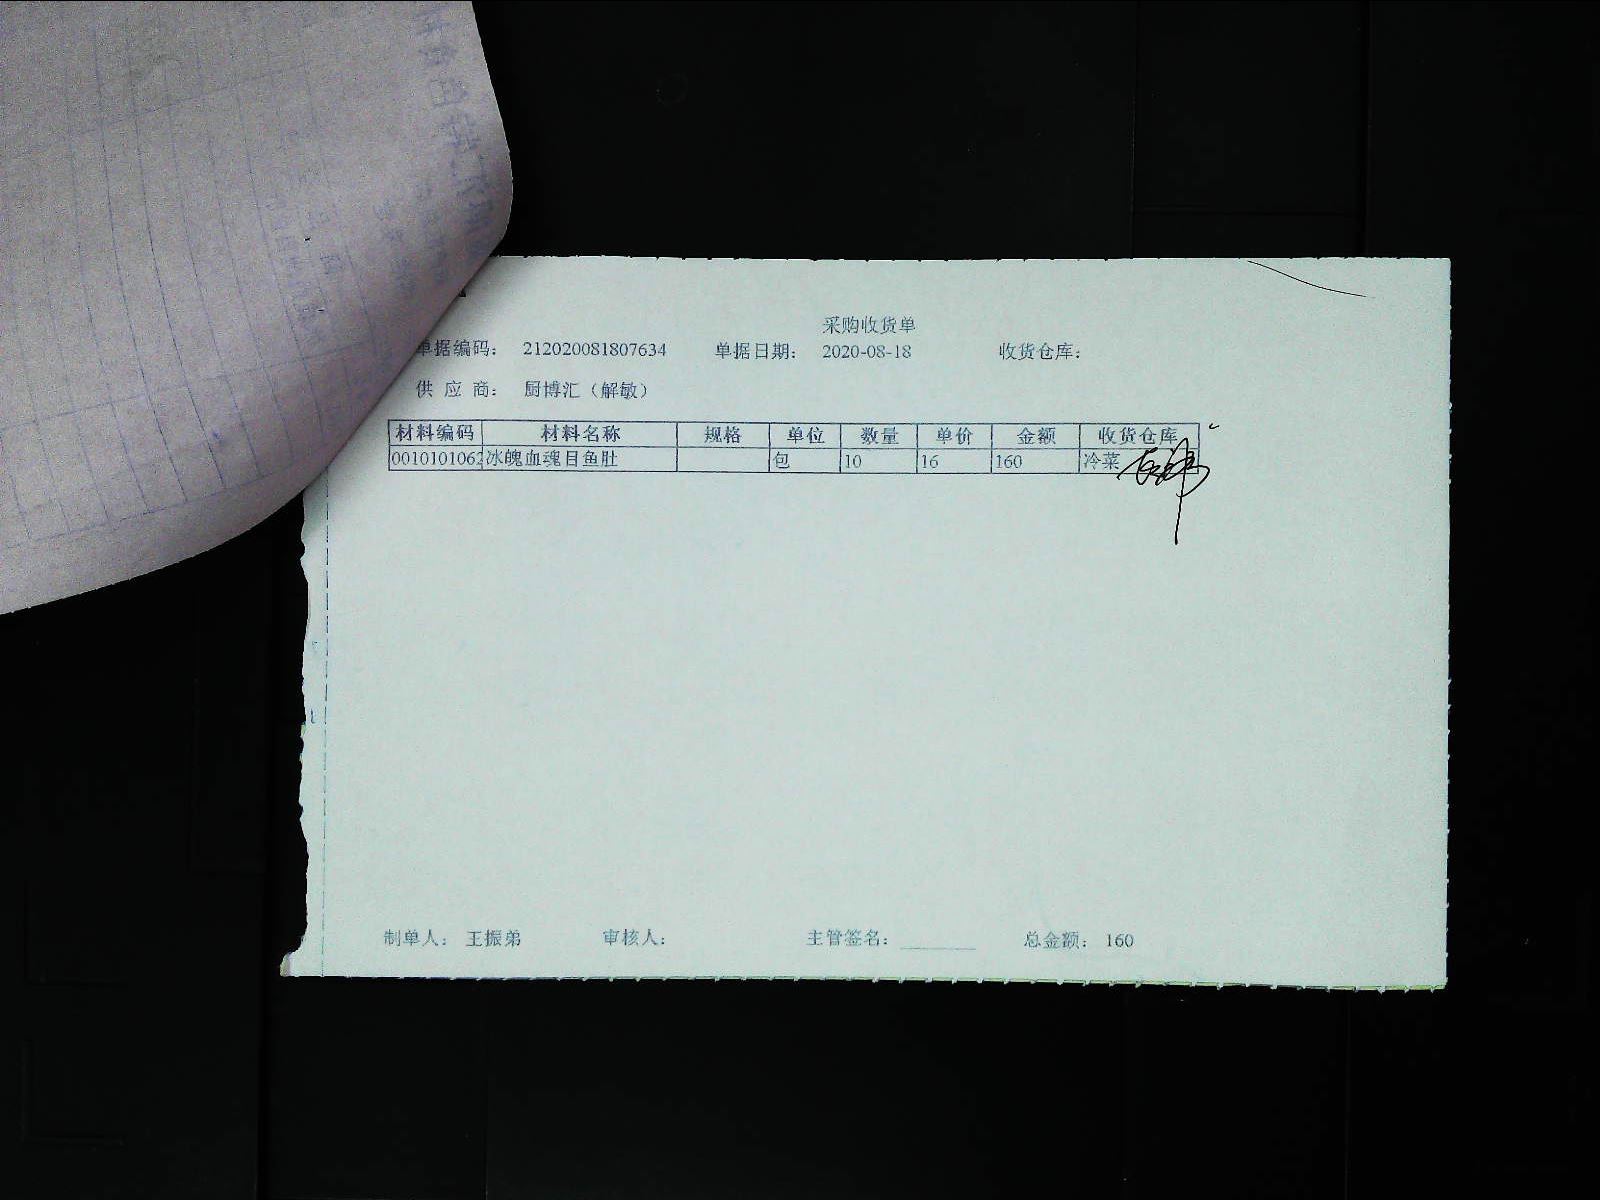 采购收货单
单据编码： 212020081807634 单据日期： 2020-08-18 收货仓库：
供 应 商： 厨博汇（解敏）
材料编码 材料名称 规格 单位 数量 单价 金额 收货仓库
0010101062 冰魄血魂目鱼肚 包 10 16 160 冷菜
制单人： 王振弟 审核人： 主管签名： 总金额： 160